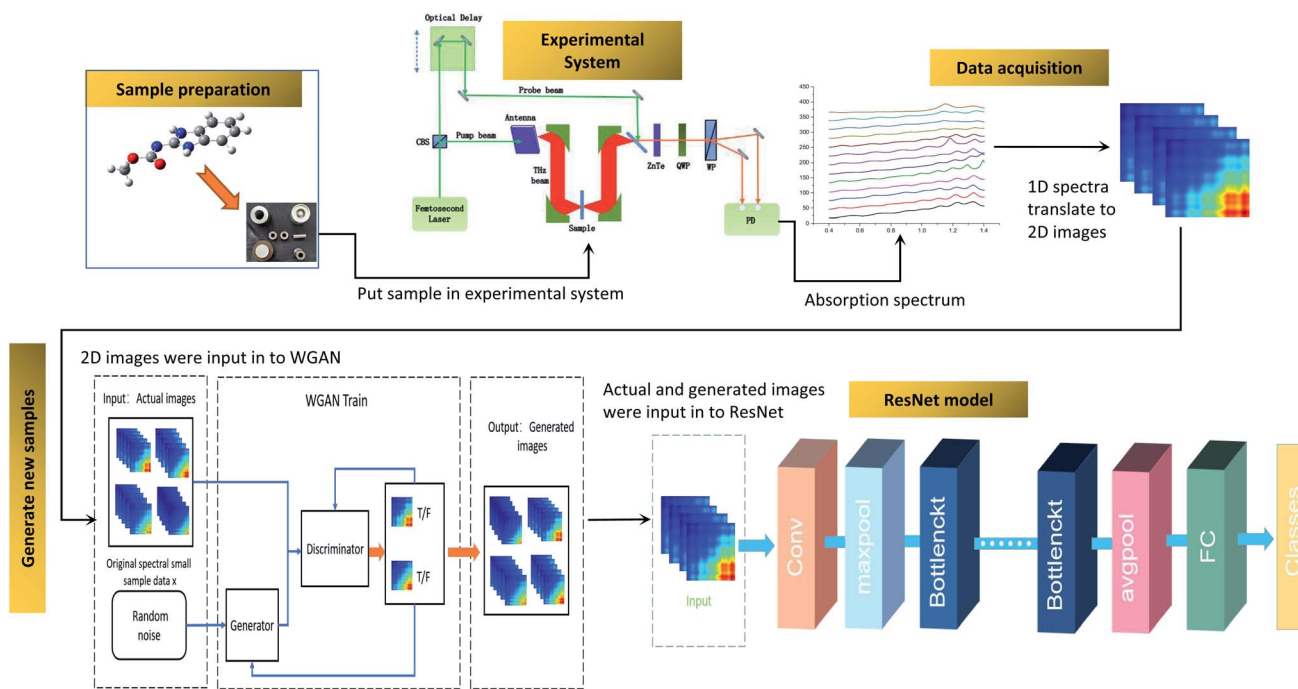 Sample preparation
Optical Delay
Experimental
System
Probe beam
Antenna
Pump beam
CBS
THz
beam
Femtosecond
Laser
Sample
ZnTe
QWP
WP
PD
Put sample in experimental system
Data acquisition
450
400
350
300
250
200
150
100
50
0
0.4
0.6
0.8
1.0
1.2
1.4
Absorption spectrum
1D spectra
translate to
2D images
Generate new samples
2D images were input in to WGAN
Input: Actual images
Original spectral small
sample data x
Random
noise
WGAN Train
Generator
Discriminator
T/F
T/F
Output: Generated
images
Actual and generated images
were input in to ResNet
ResNet model
Input
Conv
maxpool
Bottlenckt
Bottlenckt
avgpool
FC
Classes